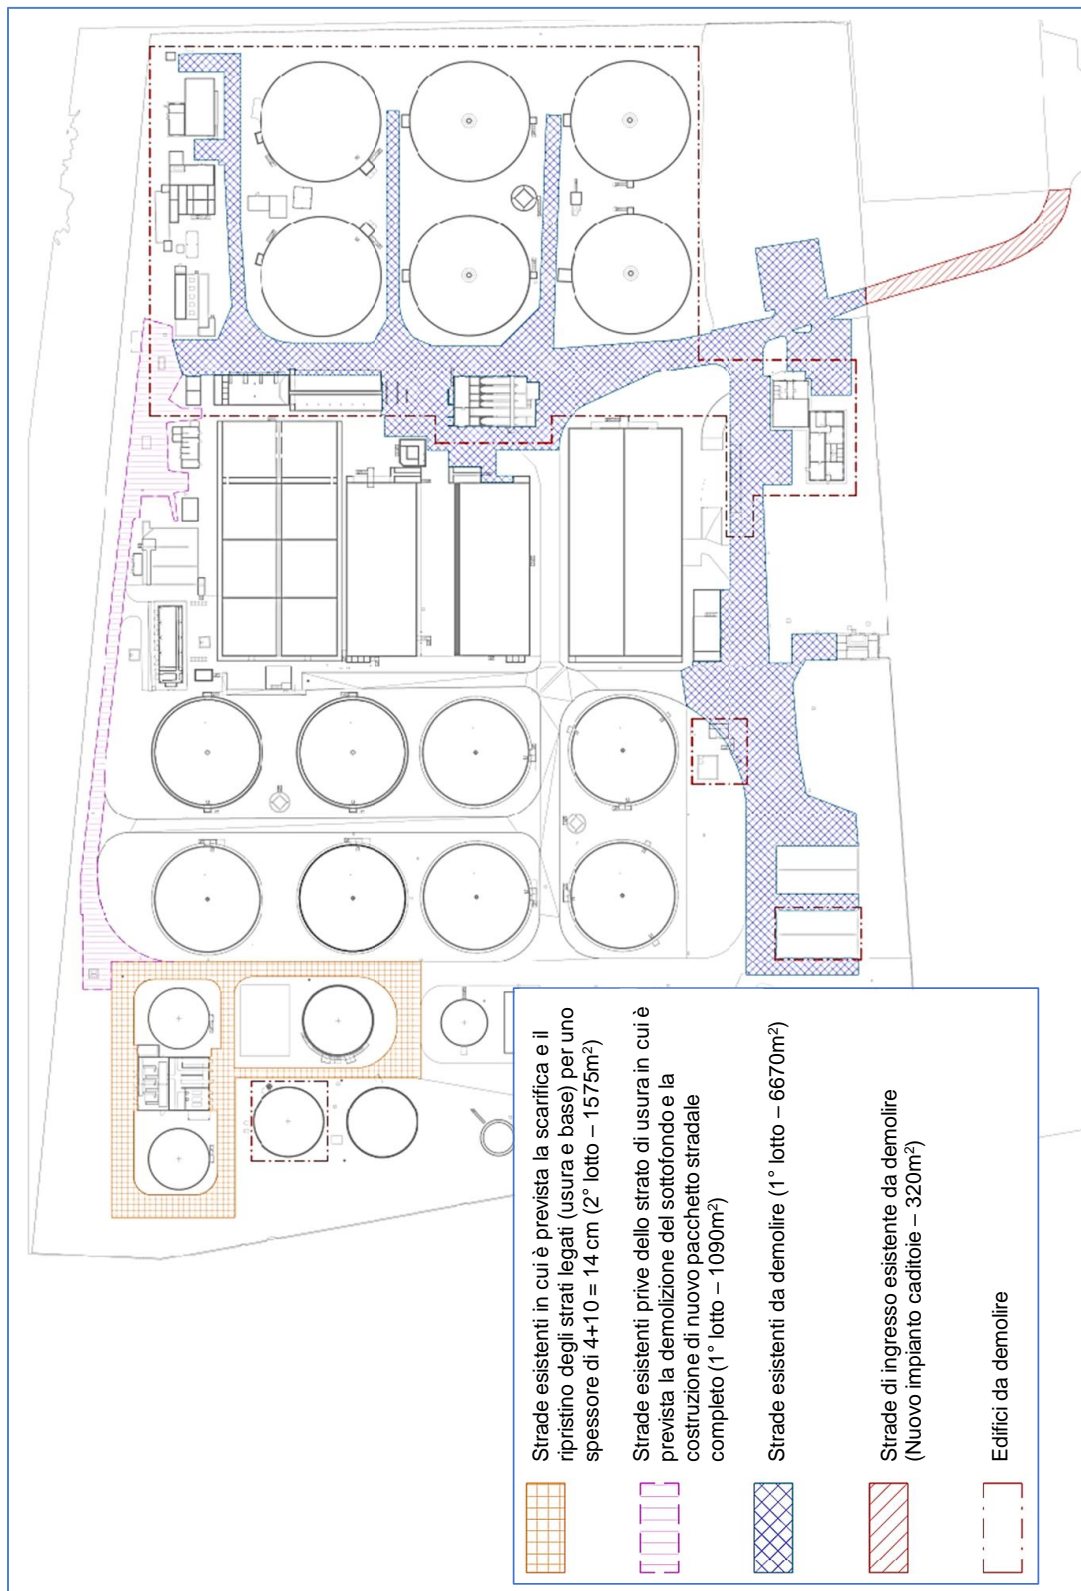 Strade esistenti in cui è prevista la scarifica e il
ripristino degli strati legati (usura e base) per uno
spessore di 4+10 = 14 cm (2° lotto – 1575m²)
Strade esistenti prive dello strato di usura in cui è
prevista la demolizione del sottofondo e la
costruzione di nuovo pacchetto stradale
completo (1° lotto – 1090m²)
Strade esistenti da demolire (1° lotto – 6670m²)
Strade di ingresso esistente da demolire
(Nuovo impianto caditoie – 320m²)
Edifici da demolire